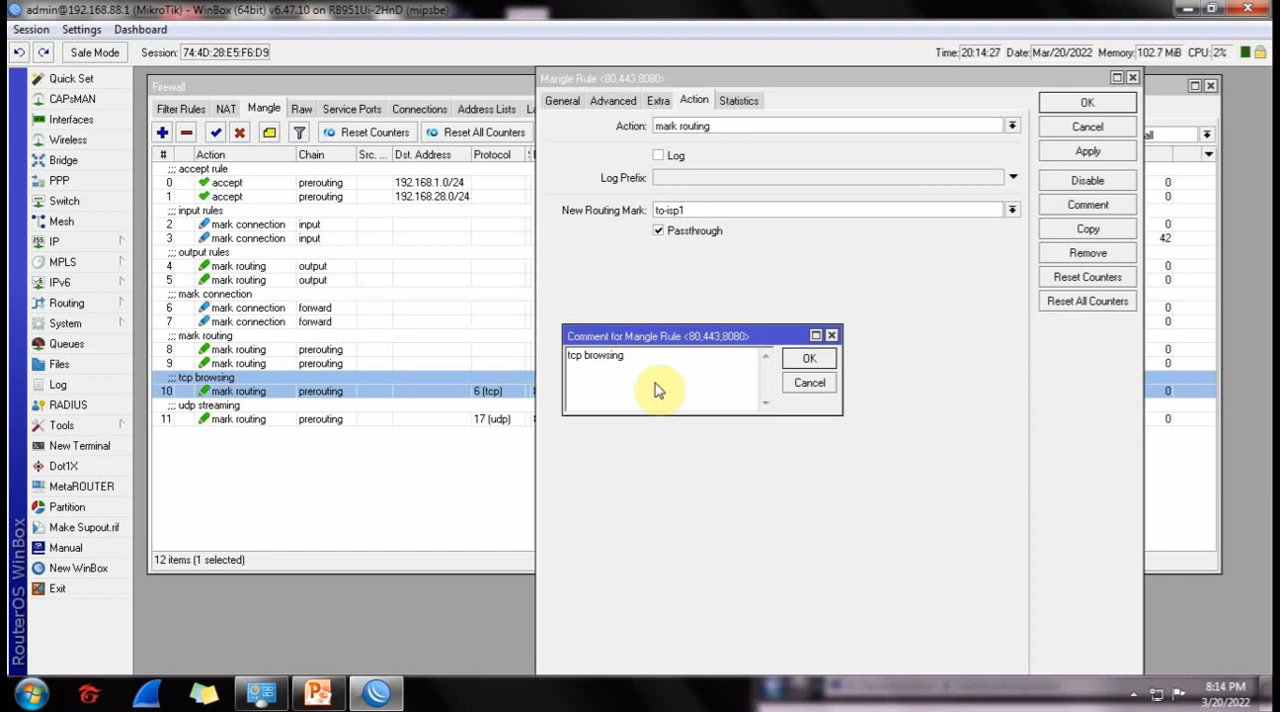 admin@192.168.88.1 (MikroTik) - WinBox (64bit) v6.47.10 on RB951Ui-2HnD (mipsbe)
Session Settings Dashboard
Safe Mode Session: 74:4D:28:E5:F6:D9 Time: 20:14:27 Date: Mar/20/2022 Memory: 102.7 MiB CPU: 2%
Quick Set
CAPsMAN
Interfaces
Wireless
Bridge
PPP
Switch
Mesh
IP
MPLS
IPv6
Routing
System
Queues
Files
Log
RADIUS
Tools
New Terminal
Dot1X
MetaROUTER
Partition
Make Supout.rif
Manual
New WinBox
Exit
RouterOS WinBox
Firewall
Filter Rules NAT Mangle Raw Service Ports Connections Address Lists
Reset Counters Reset All Counters
# Action Chain Src. ... Dst. Address Protocol
;;; accept rule
0 accept prerouting 192.168.1.0/24 0
1 accept prerouting 192.168.28.0/24 0
;;; input rules
2 mark connection input 0
3 mark connection input 42
;;; output rules
4 mark routing output 0
5 mark routing output 0
;;; mark connection
6 mark connection forward 0
7 mark connection forward 0
;;; mark routing
8 mark routing prerouting 0
9 mark routing prerouting 0
;;; tcp browsing
10 mark routing prerouting 6 (tcp) 0
;;; udp streaming
11 mark routing prerouting 17 (udp) 0
12 items (1 selected)
Mangle Rule <80,443,8080>
General Advanced Extra Action Statistics
Action: mark routing
Log
Log Prefix:
New Routing Mark: to-isp1
Passthrough
OK
Cancel
Apply
Disable
Comment
Copy
Remove
Reset Counters
Reset All Counters
Comment for Mangle Rule <80,443,8080>
tcp browsing
OK
Cancel
8:14 PM
3/20/2022